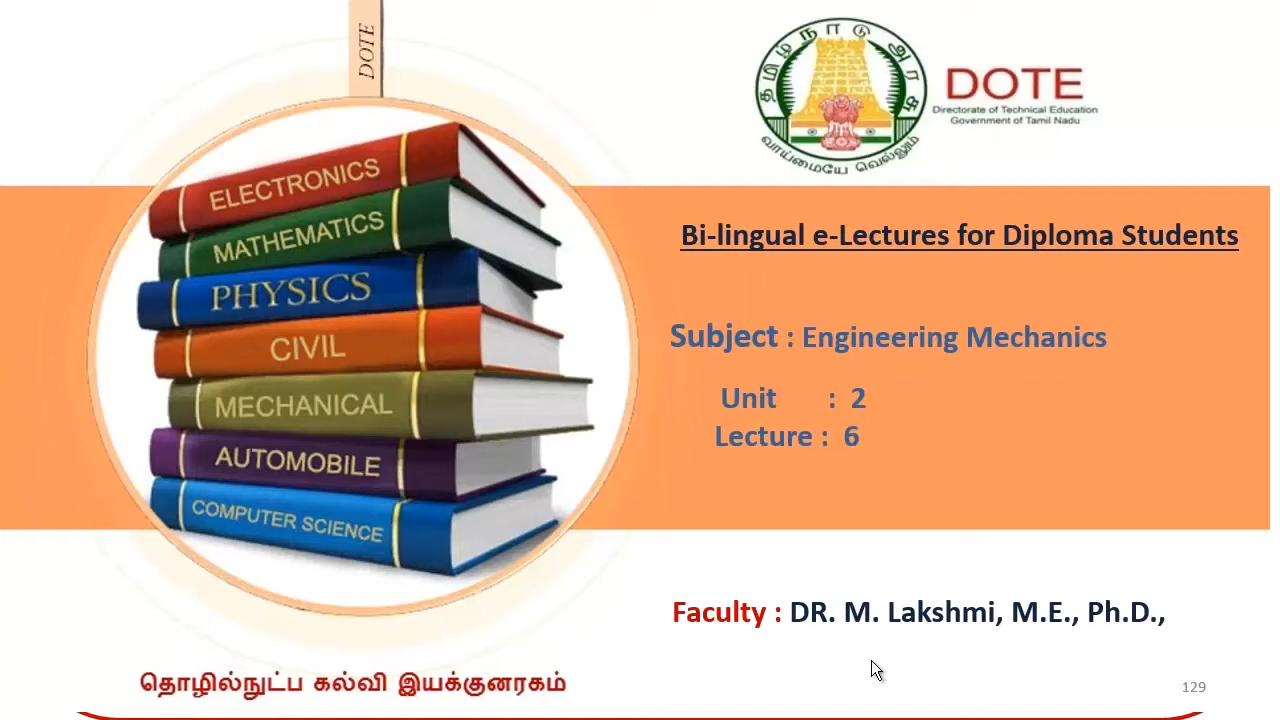 DOTE
தமிழ் நாடு அரசு
வாய்மையே வெல்லும்
DOTE
Directorate of Technical Education
Government of Tamil Nadu
ELECTRONICS
MATHEMATICS
PHYSICS
CIVIL
MECHANICAL
AUTOMOBILE
COMPUTER SCIENCE
Bi-lingual e-Lectures for Diploma Students
Subject : Engineering Mechanics
Unit : 2
Lecture : 6
Faculty : DR. M. Lakshmi, M.E., Ph.D.,
தொழில்நுட்ப கல்வி இயக்குனரகம்
129